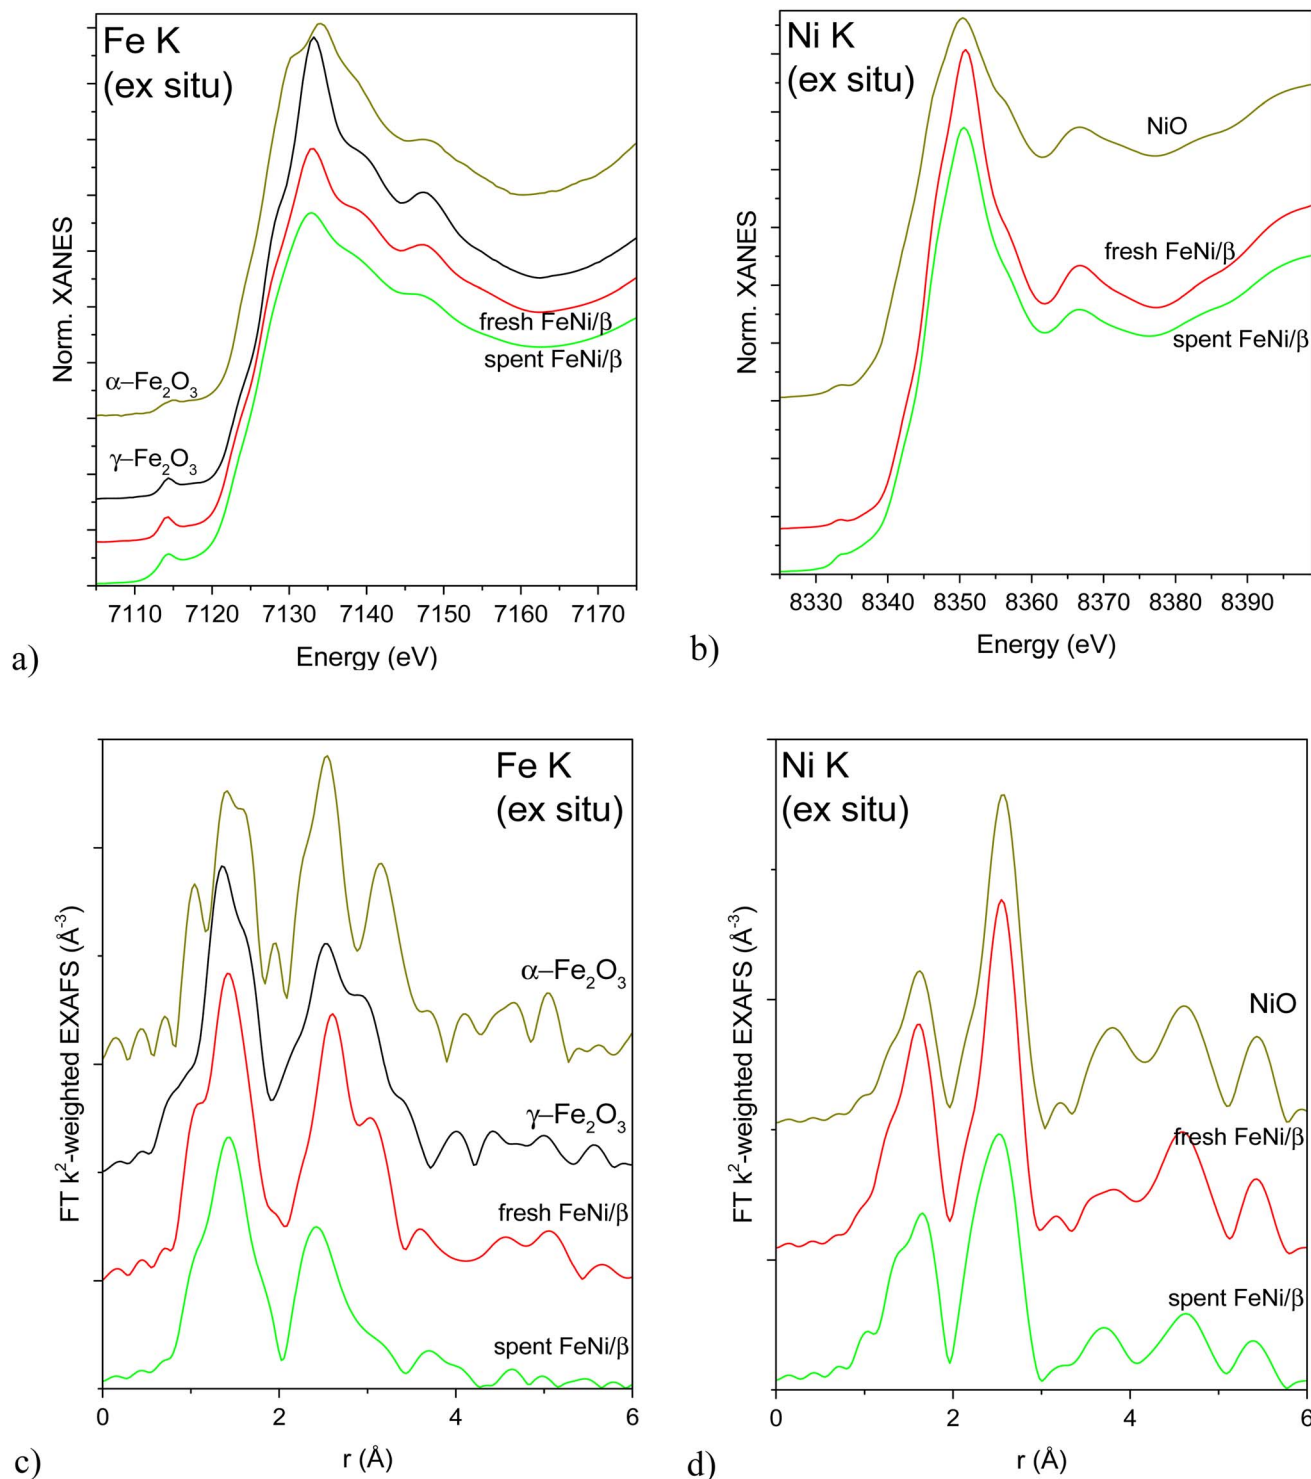 Fe K
(ex situ)
Norm. XANES
α–Fe₂O₃
γ–Fe₂O₃
fresh FeNi/β
spent FeNi/β
7110 7120 7130 7140 7150 7160 7170
Energy (eV)
a)
Ni K
(ex situ)
Norm. XANES
NiO
fresh FeNi/β
spent FeNi/β
8330 8340 8350 8360 8370 8380 8390
Energy (eV)
b)
Fe K
(ex situ)
FT k²-weighted EXAFS (Å⁻³)
α–Fe₂O₃
γ–Fe₂O₃
fresh FeNi/β
spent FeNi/β
0 2 4 6
r (Å)
c)
Ni K
(ex situ)
FT k²-weighted EXAFS (Å⁻³)
NiO
fresh FeNi/β
spent FeNi/β
0 2 4 6
r (Å)
d)